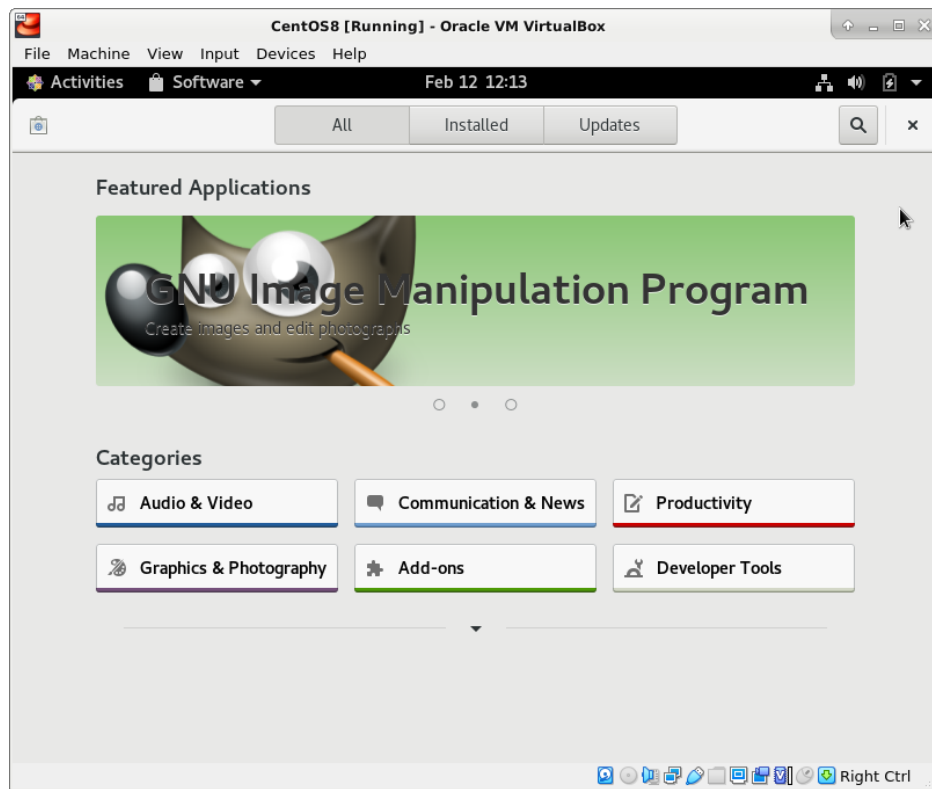 CentOS8 [Running] - Oracle VM VirtualBox
File Machine View Input Devices Help
Activities Software Feb 12 12:13
All Installed Updates
Featured Applications
GNU Image Manipulation Program
Create images and edit photographs
Categories
Audio & Video Communication & News Productivity
Graphics & Photography Add-ons Developer Tools
Right Ctrl